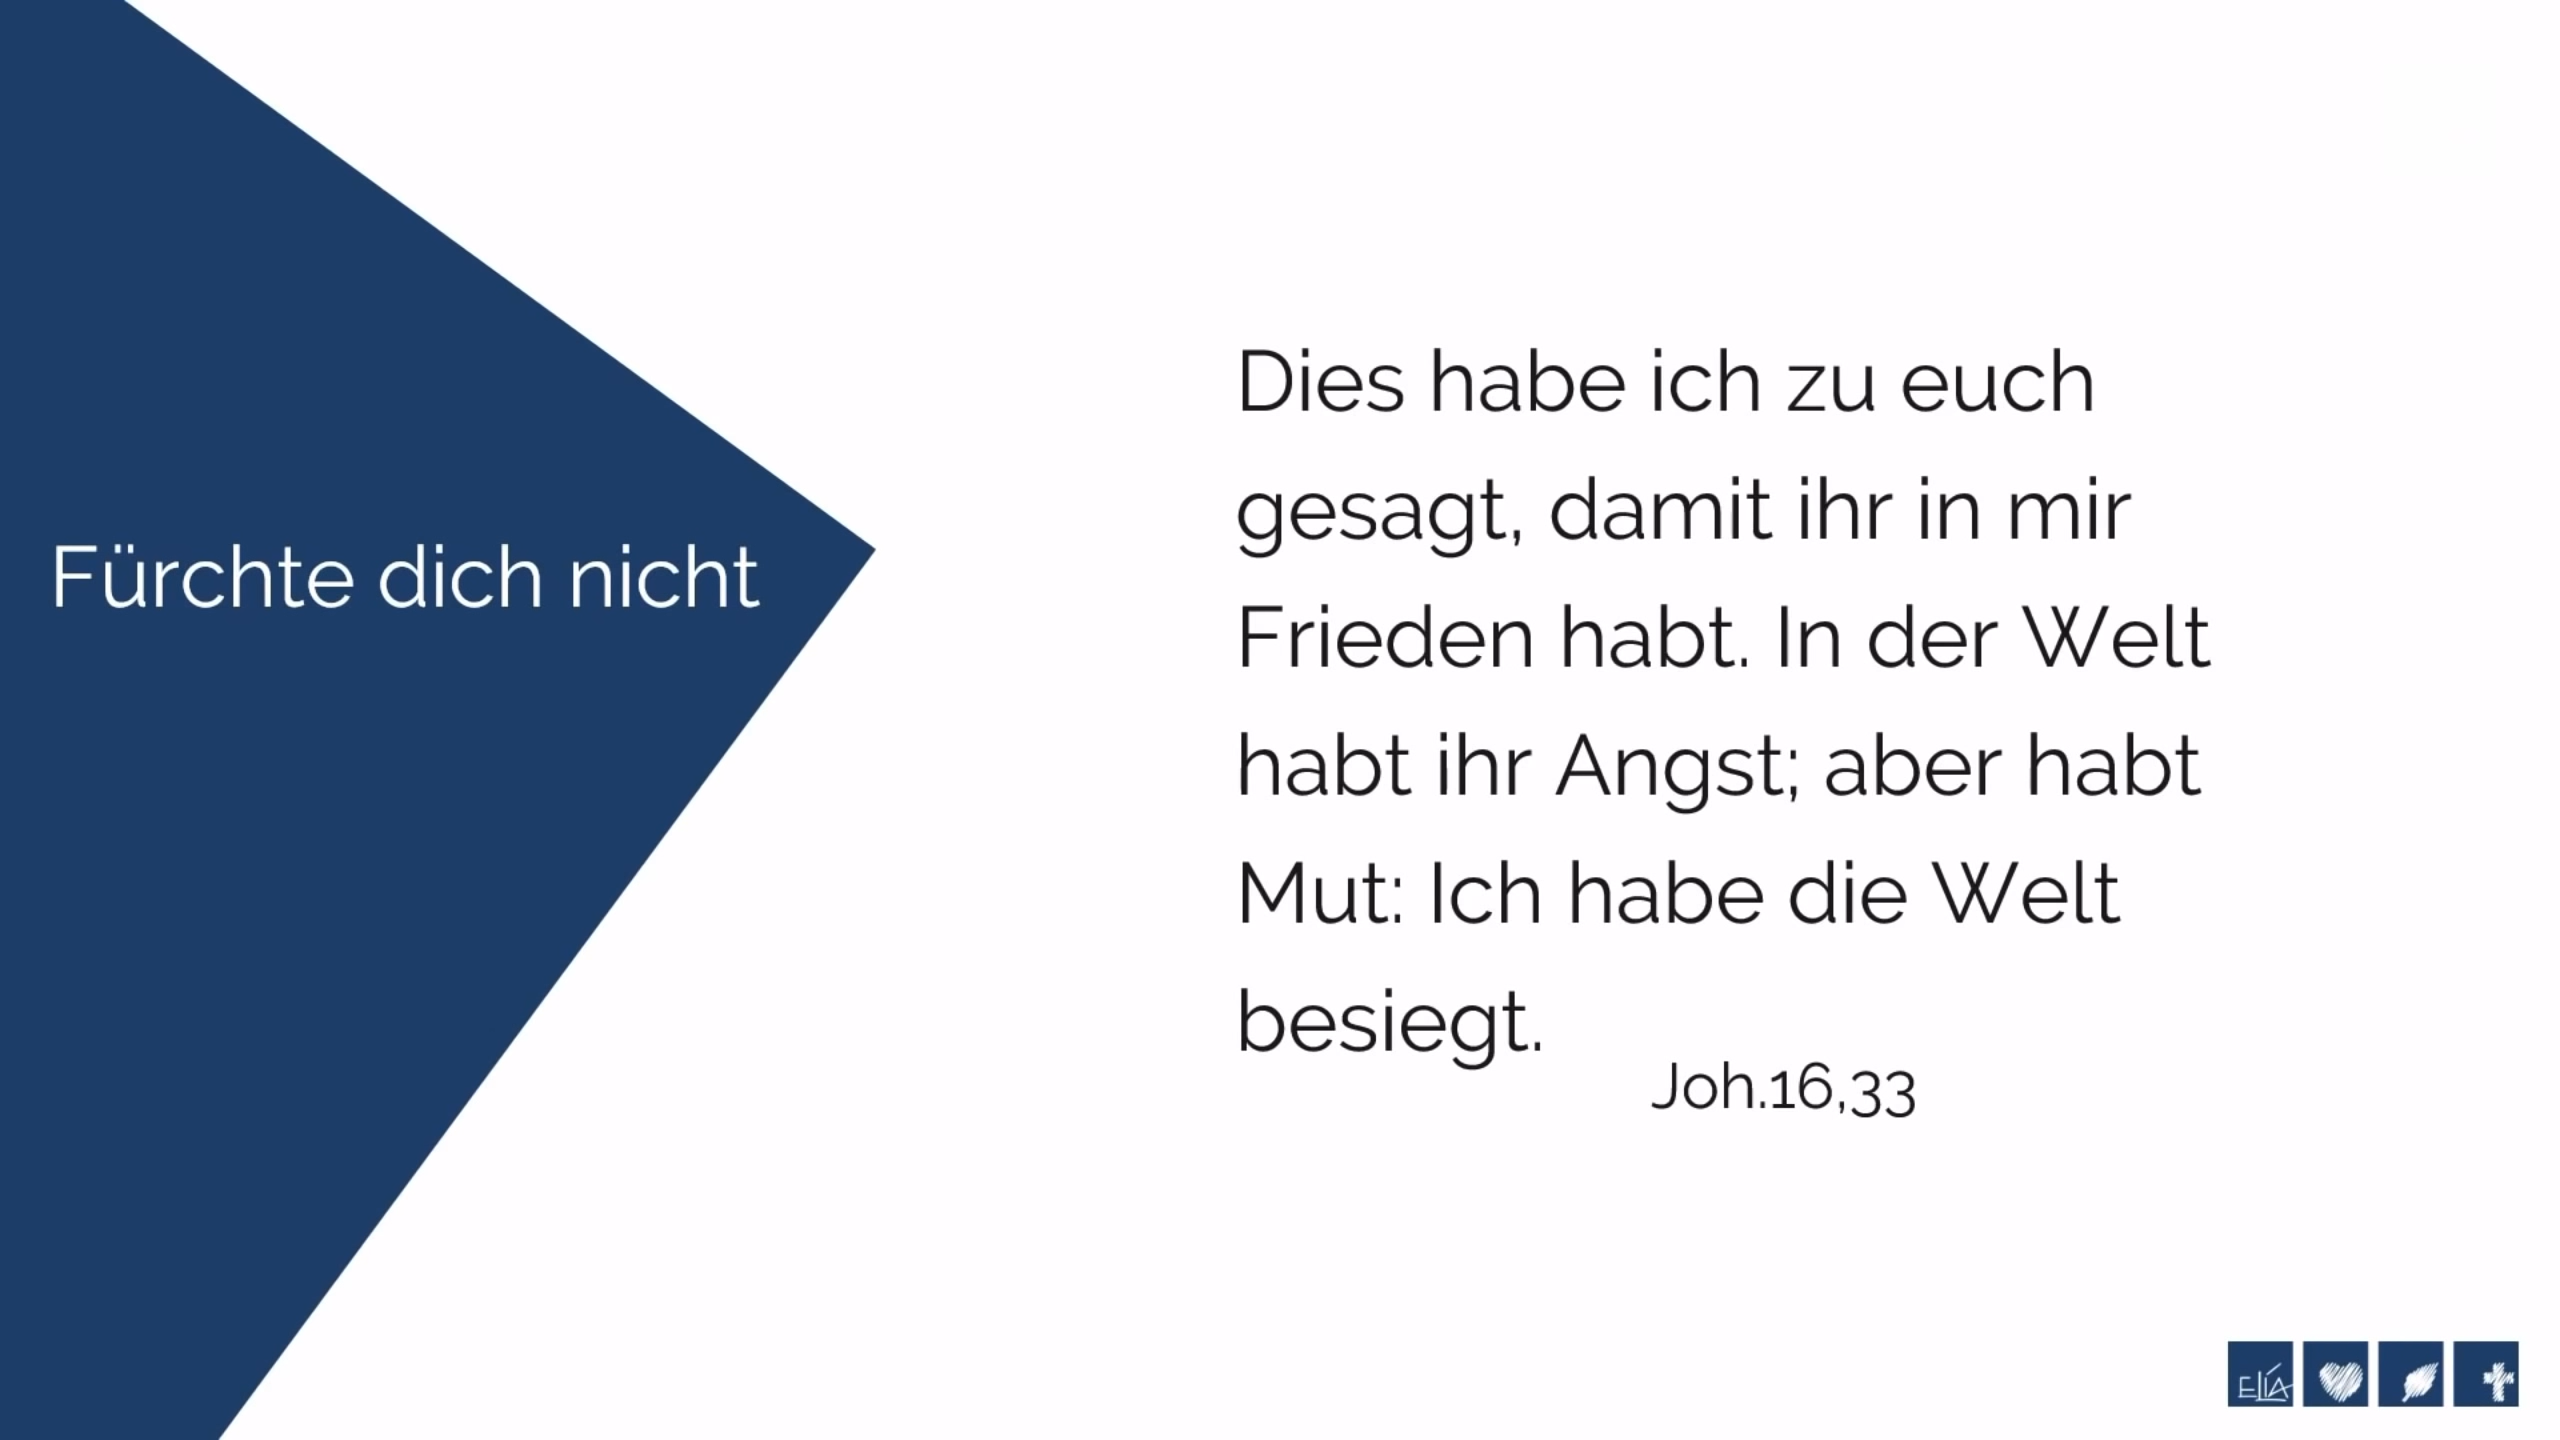 Fürchte dich nicht
Dies habe ich zu euch
gesagt, damit ihr in mir
Frieden habt. In der Welt
habt ihr Angst; aber habt
Mut: Ich habe die Welt
besiegt.
Joh.16,33
ELIA